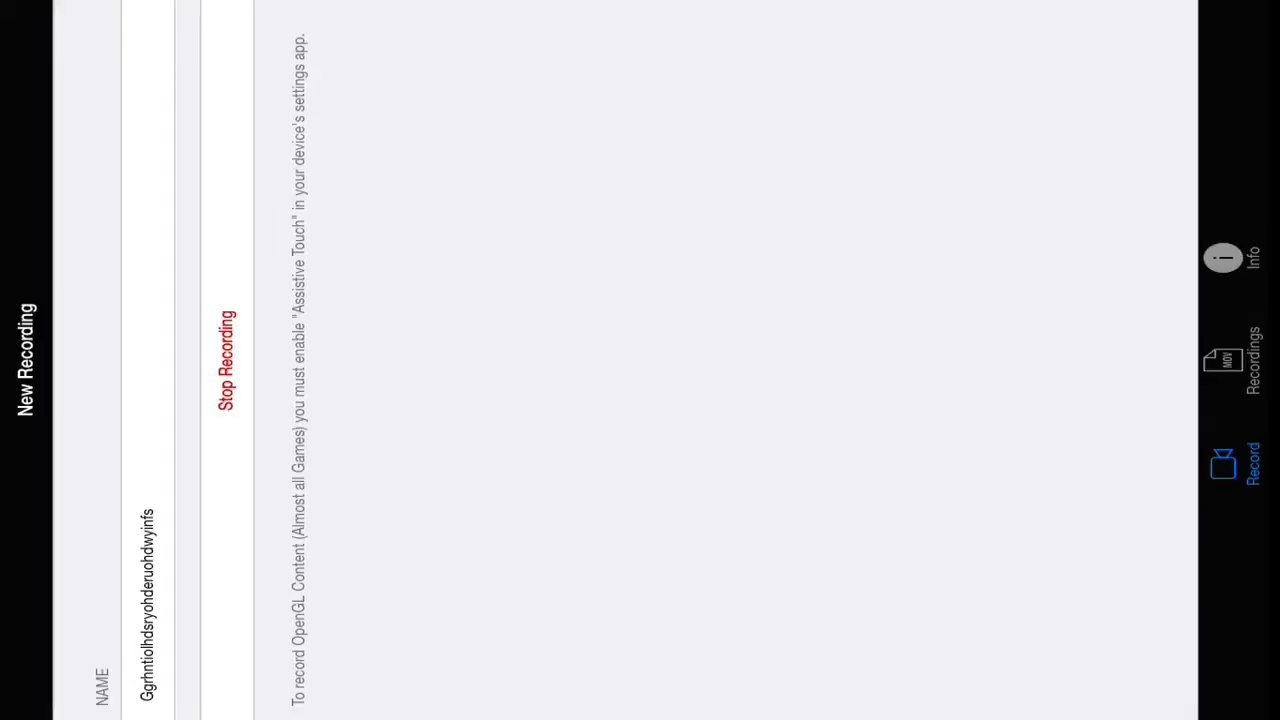 New Recording
NAME
Ggrhntiolhdsryohderuohdwyinfs
Stop Recording
To record OpenGL Content (Almost all Games) you must enable "Assistive Touch" in your device's settings app.
Record
MOV
Recordings
i
Info